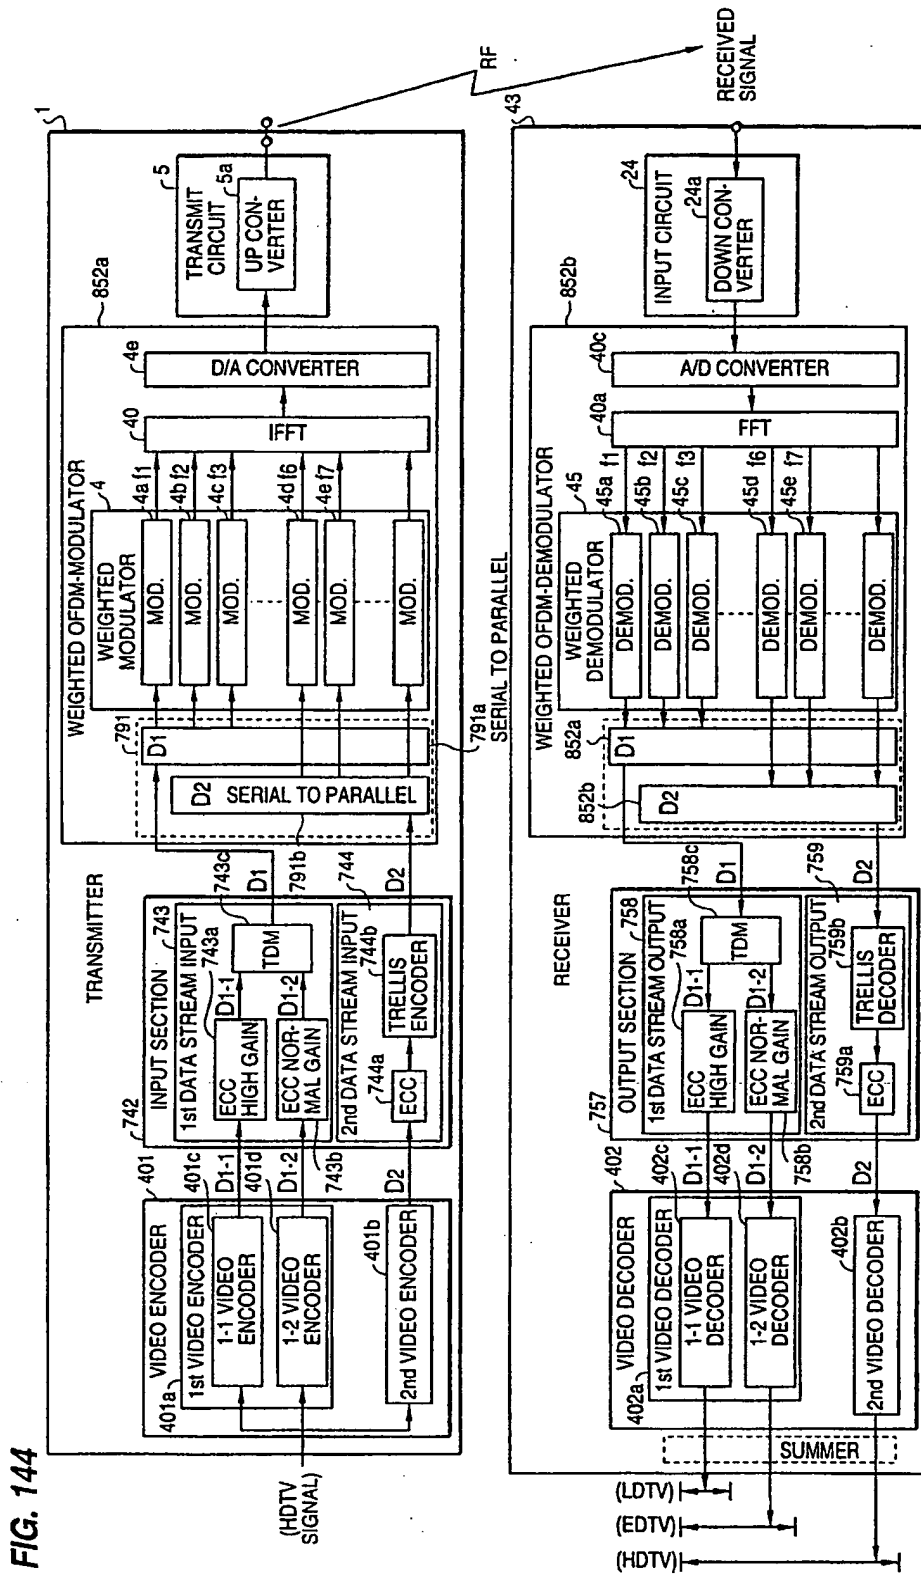 FIG. 144
TRANSMITTER
1
(HDTV
SIGNAL)
401
VIDEO ENCODER
401a
1st VIDEO ENCODER
401c
1-1 VIDEO
ENCODER
401d
1-2 VIDEO
ENCODER
401b
2nd VIDEO ENCODER
D1-1
D1-2
D2
742
INPUT SECTION
743
1st DATA STREAM INPUT
743a
ECC
HIGH GAIN
ECC NOR-
MAL GAIN
743b
D1-1
D1-2
743c
TDM
D1
2nd DATA STREAM INPUT
744
744a
ECC
744b
TRELLIS
ENCODER
D2
852a
WEIGHTED OFDM-MODULATOR
791
D1
D2
SERIAL TO PARALLEL
791b
791a
SERIAL TO PARALLEL
WEIGHTED
MODULATOR
4
MOD.
4a
f1
MOD.
4b
f2
MOD.
4c
f3
MOD.
4d
f6
MOD.
4e
f7
MOD.
40
IFFT
4e
D/A CONVERTER
5
TRANSMIT
CIRCUIT
5a
UP CON-
VERTER
RF
RECEIVED
SIGNAL
RECEIVER
43
INPUT CIRCUIT
24
24a
DOWN CON-
VERTER
852b
WEIGHTED OFDM-DEMODULATOR
40c
A/D CONVERTER
40a
FFT
WEIGHTED
DEMODULATOR
45
45a
f1
DEMOD.
45b
f2
DEMOD.
45c
f3
DEMOD.
45d
f6
DEMOD.
45e
f7
DEMOD.
DEMOD.
852a
D1
852b
D2
D1
D2
757
OUTPUT SECTION
758
1st DATA STREAM OUTPUT
758a
ECC
HIGH GAIN
ECC NOR-
MAL GAIN
758b
D1-1
D1-2
758c
TDM
2nd DATA STREAM OUTPUT
759
759a
ECC
759b
TRELLIS
DECODER
D1-1
D1-2
D2
402
VIDEO DECODER
402a
1st VIDEO DECODER
402c
1-1 VIDEO
DECODER
402d
1-2 VIDEO
DECODER
402b
2nd VIDEO DECODER
SUMMER
(LDTV)
(EDTV)
(HDTV)